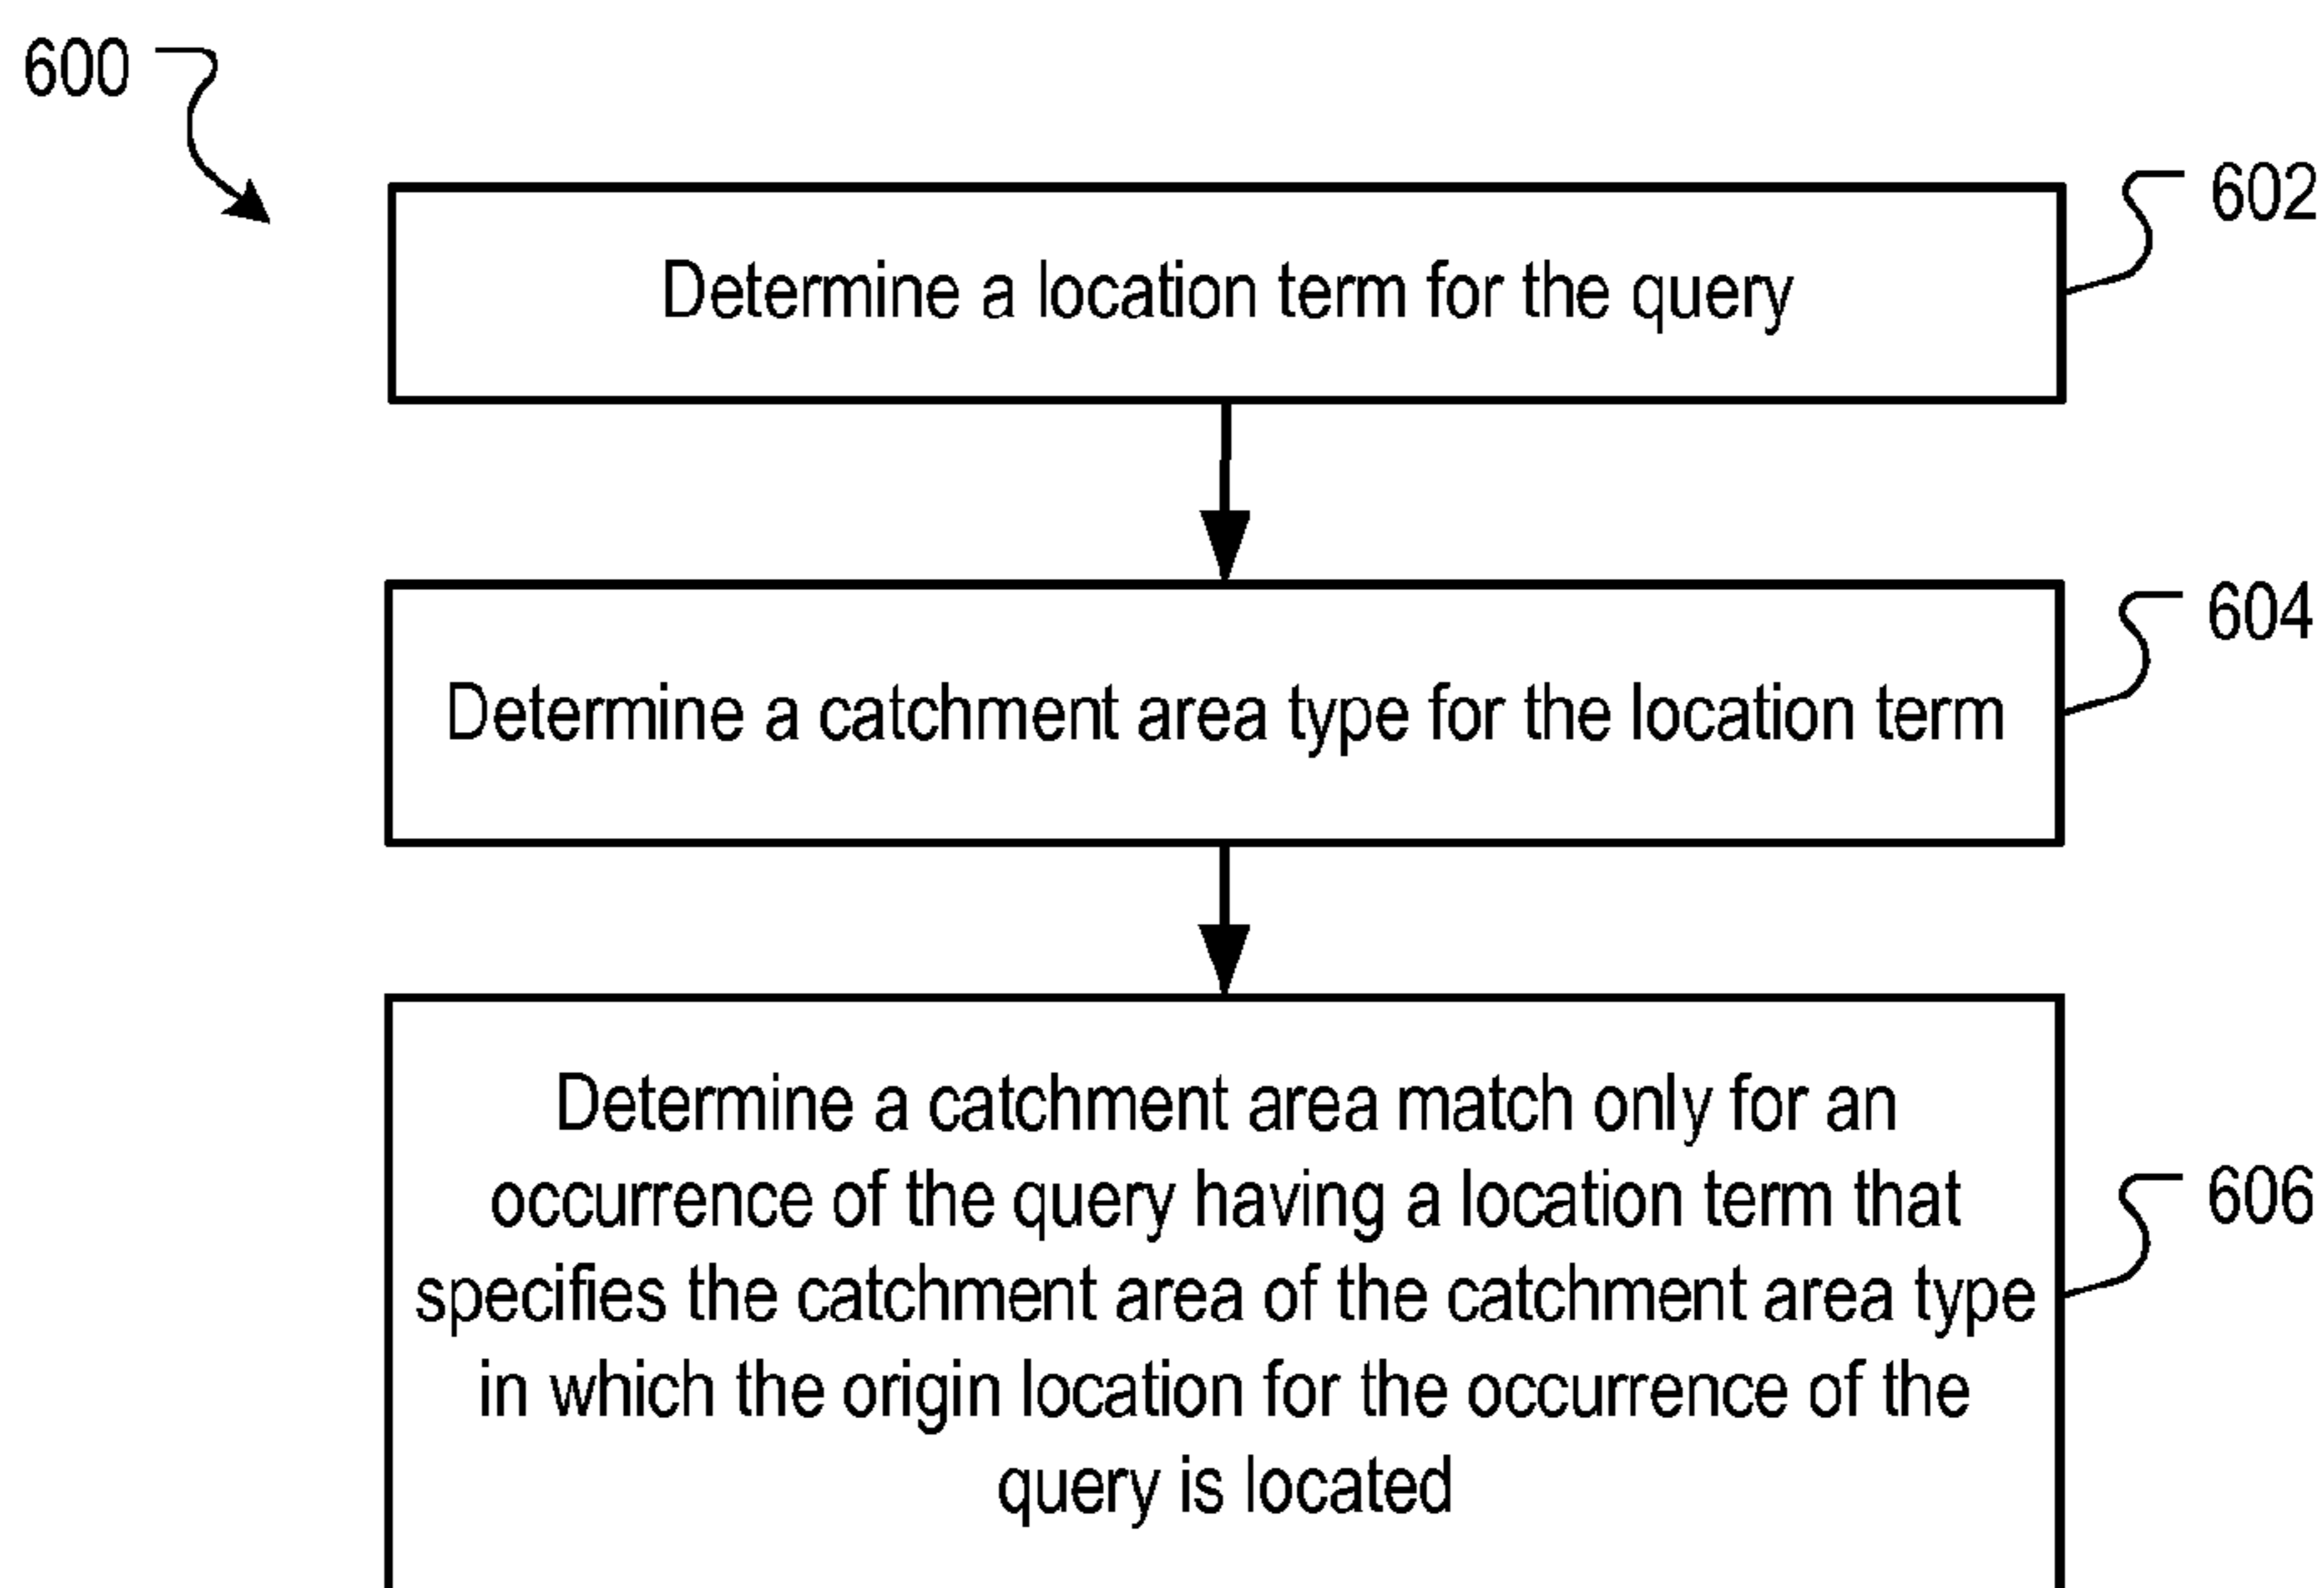 600
602
Determine a location term for the query
604
Determine a catchment area type for the location term
Determine a catchment area match only for an
occurrence of the query having a location term that
606
specifies the catchment area of the catchment area type
in which the origin location for the occurrence of the
query is located